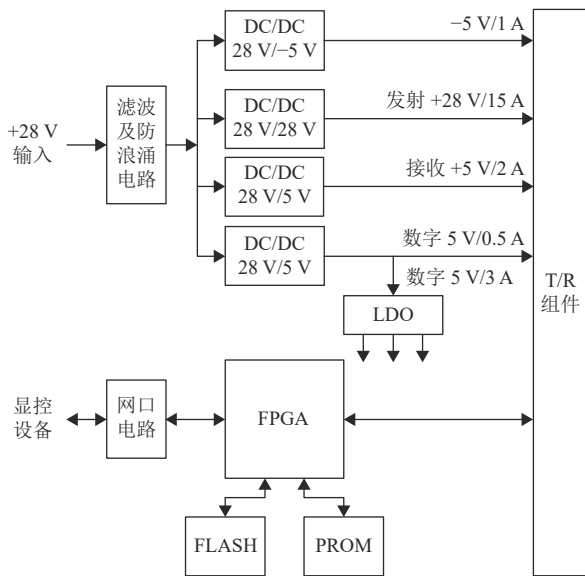 DC/DC
28 V/−5 V
−5 V/1 A
DC/DC
28 V/28 V
发射 +28 V/15 A
+28 V
输入
滤波
及防
浪涌
电路
DC/DC
28 V/5 V
接收 +5 V/2 A
DC/DC
28 V/5 V
数字 5 V/0.5 A
数字 5 V/3 A
LDO
T/R
组件
显控
设备
网口
电路
FPGA
FLASH
PROM